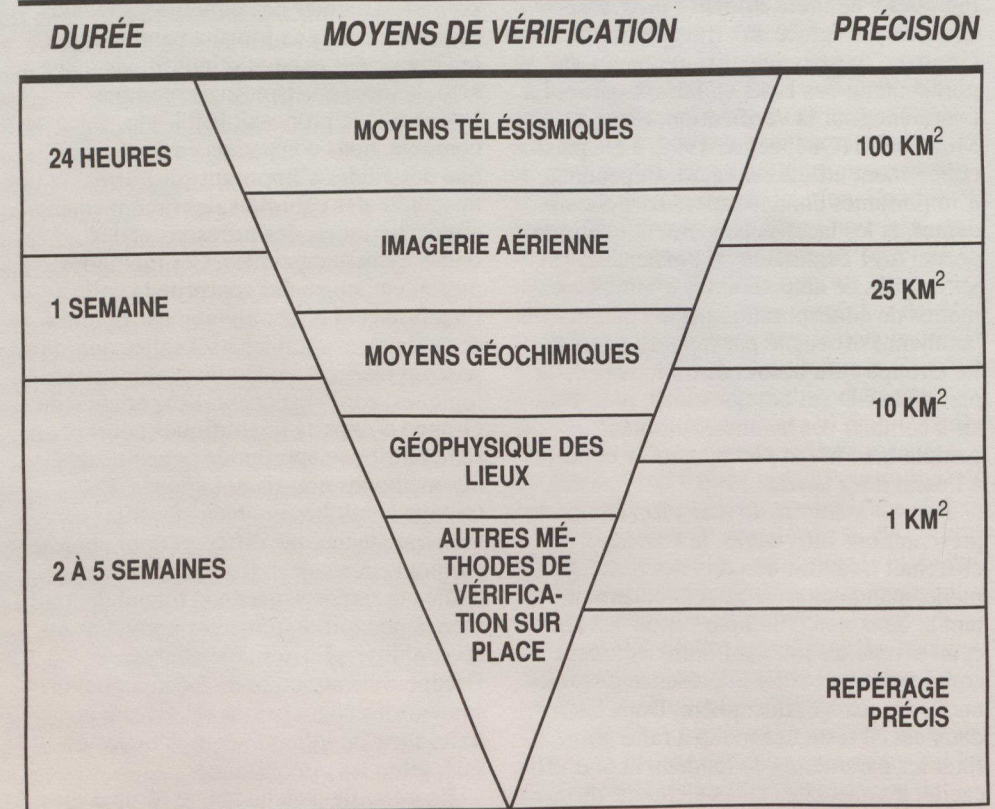 DURÉE
MOYENS DE VÉRIFICATION
PRÉCISION
24 HEURES
1 SEMAINE
2 À 5 SEMAINES
MOYENS TÉLÉSISMIQUES
IMAGERIE AÉRIENNE
MOYENS GÉOCHIMIQUES
GÉOPHYSIQUE DES
LIEUX
AUTRES MÉ-
THODES DE
VÉRIFICA-
TION SUR
PLACE
100 KM²
25 KM²
10 KM²
1 KM²
REPÉRAGE
PRÉCIS